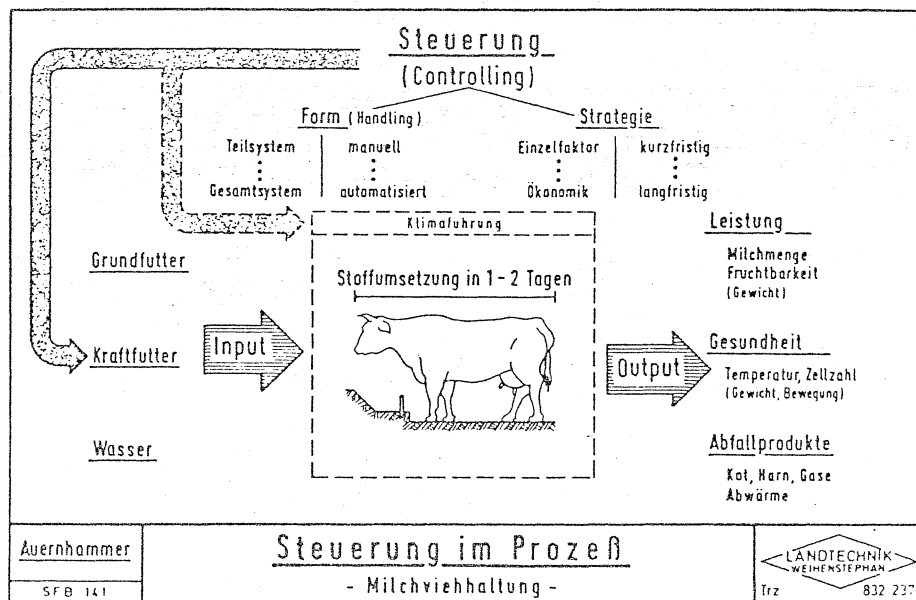 Steuerung
(Controlling)
Form (Handling)
Strategie
Teilsystem
manuell
Einzelfaktor
kurzfristig
Gesamtsystem
automatisiert
Ökonomik
langfristig
Klimaführung
Stoffumsetzung in 1-2 Tagen
Grundfutter
Kraftfutter
Wasser
Input
Output
Leistung
Milchmenge
Fruchtbarkeit
(Gewicht)
Gesundheit
Temperatur, Zellzahl
(Gewicht, Bewegung)
Abfallprodukte
Kot, Harn, Gase
Abwärme
Auernhammer
SFB 141
Steuerung im Prozeß
- Milchviehhaltung -
LANDTECHNIK
WEIHENSTEPHAN
Trz 832 237